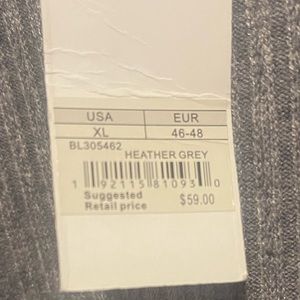 USA EUR
XL 46-48
BL305462
HEATHER GREY
1 92115 81093 0
Suggested
Retail price $59.00